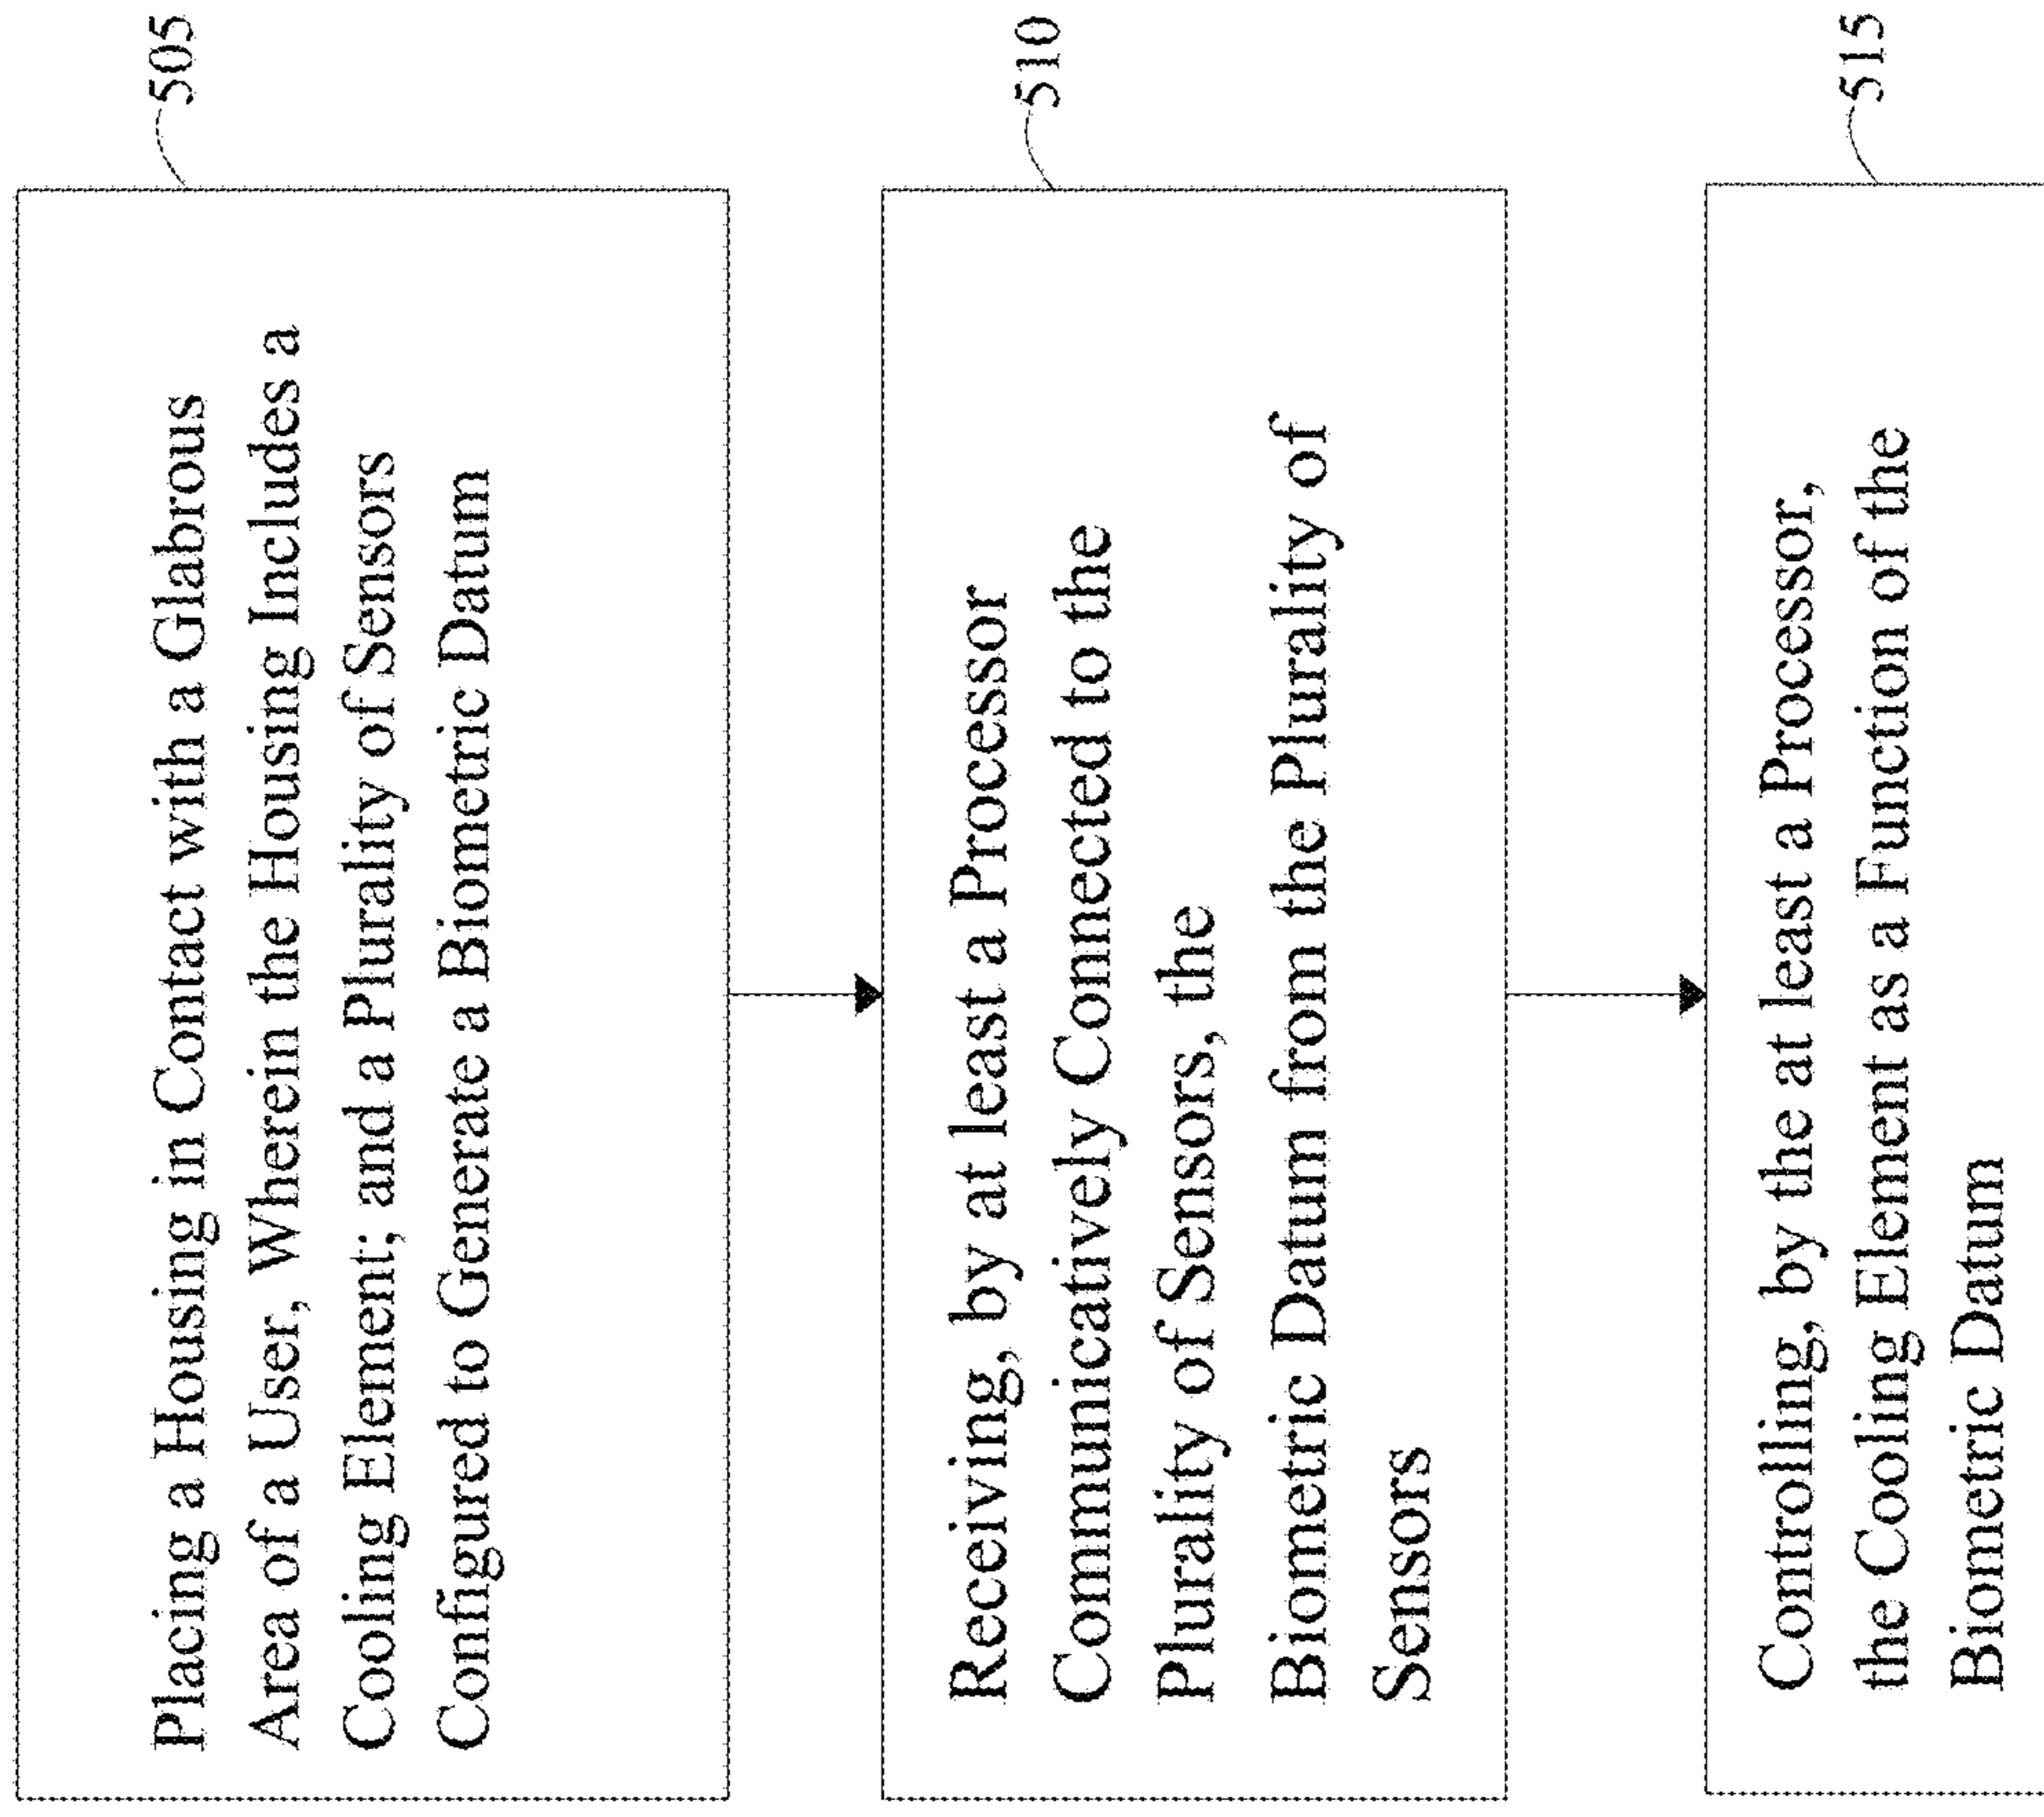 Placing a Housing in Contact with a Glabrous
Area of a User, Wherein the Housing Includes a
Cooling Element; and a Plurality of Sensors
Configured to Generate a Biometric Datum
505
Receiving, by at least a Processor
Communicatively Connected to the
Plurality of Sensors, the
Biometric Datum from the Plurality of
Sensors
510
Controlling, by the at least a Processor,
the Cooling Element as a Function of the
Biometric Datum
515